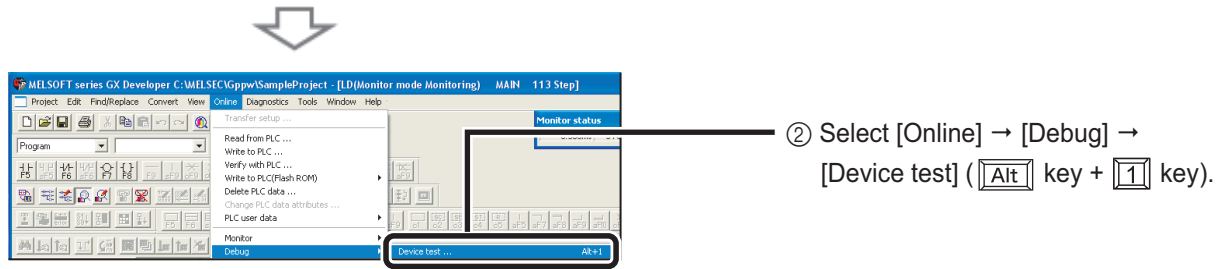 MELSOFT series GX Developer C:\MELSEC\Gppw\SampleProject - [LD(Monitor mode Monitoring) MAIN 113 Step]
Project Edit Find/Replace Convert View Online Diagnostics Tools Window Help
Transfer setup ...
Monitor status
Read from PLC ...
Program
Write to PLC ...
Verify with PLC ...
Write to PLC(Flash ROM)
Delete PLC data ...
Change PLC data attributes ...
PLC user data
Monitor
Debug
Device test ... Alt+1
② Select [Online] → [Debug] →
[Device test] (Alt key + 1 key).